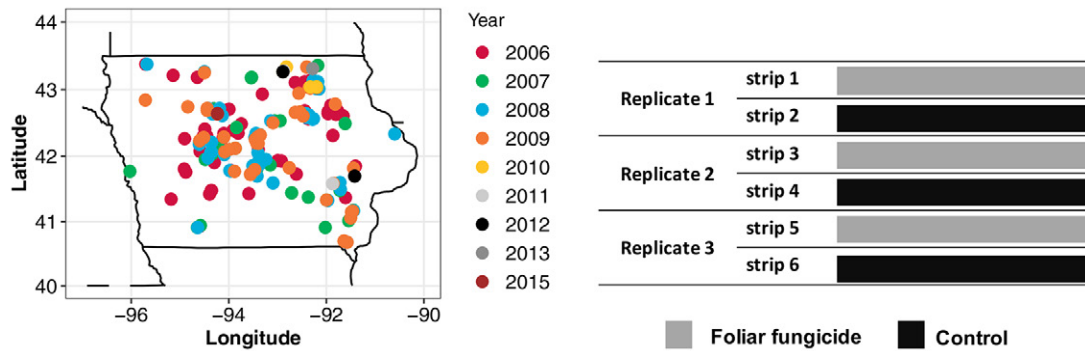 44
43
42
41
40
Latitude
−96
−94
−92
−90
Longitude
Year
2006
2007
2008
2009
2010
2011
2012
2013
2015
Replicate 1
strip 1
strip 2
Replicate 2
strip 3
strip 4
Replicate 3
strip 5
strip 6
Foliar fungicide
Control